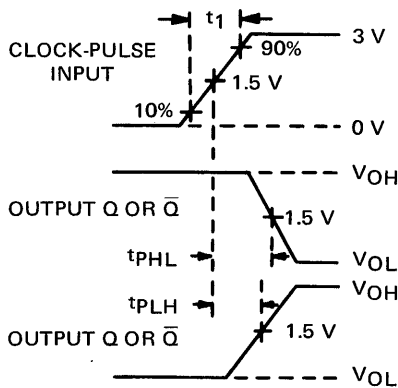 t1
3 V
90%
CLOCK-PULSE
INPUT
1.5 V
10%
0 V
VOH
OUTPUT Q OR Q̅
1.5 V
tPHL
VOL
VOH
tPLH
OUTPUT Q OR Q̅
1.5 V
VOL